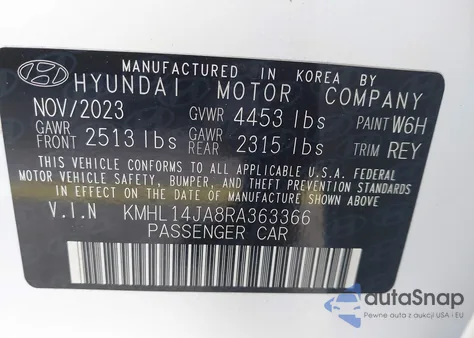 MANUFACTURED IN KOREA BY
HYUNDAI MOTOR COMPANY
NOV/2023 GVWR 4453 lbs PAINT W6H
GAWR FRONT 2513 lbs GAWR REAR 2315 lbs TRIM REY
THIS VEHICLE CONFORMS TO ALL APPLICABLE U.S.A. FEDERAL
MOTOR VEHICLE SAFETY, BUMPER, AND THEFT PREVENTION STANDARDS
IN EFFECT ON THE DATE OF MANUFACTURE SHOWN ABOVE.
V.I.N KMHL14JA8RA363366
PASSENGER CAR
autaSnap
Pewne auta z aukcji USA i EU